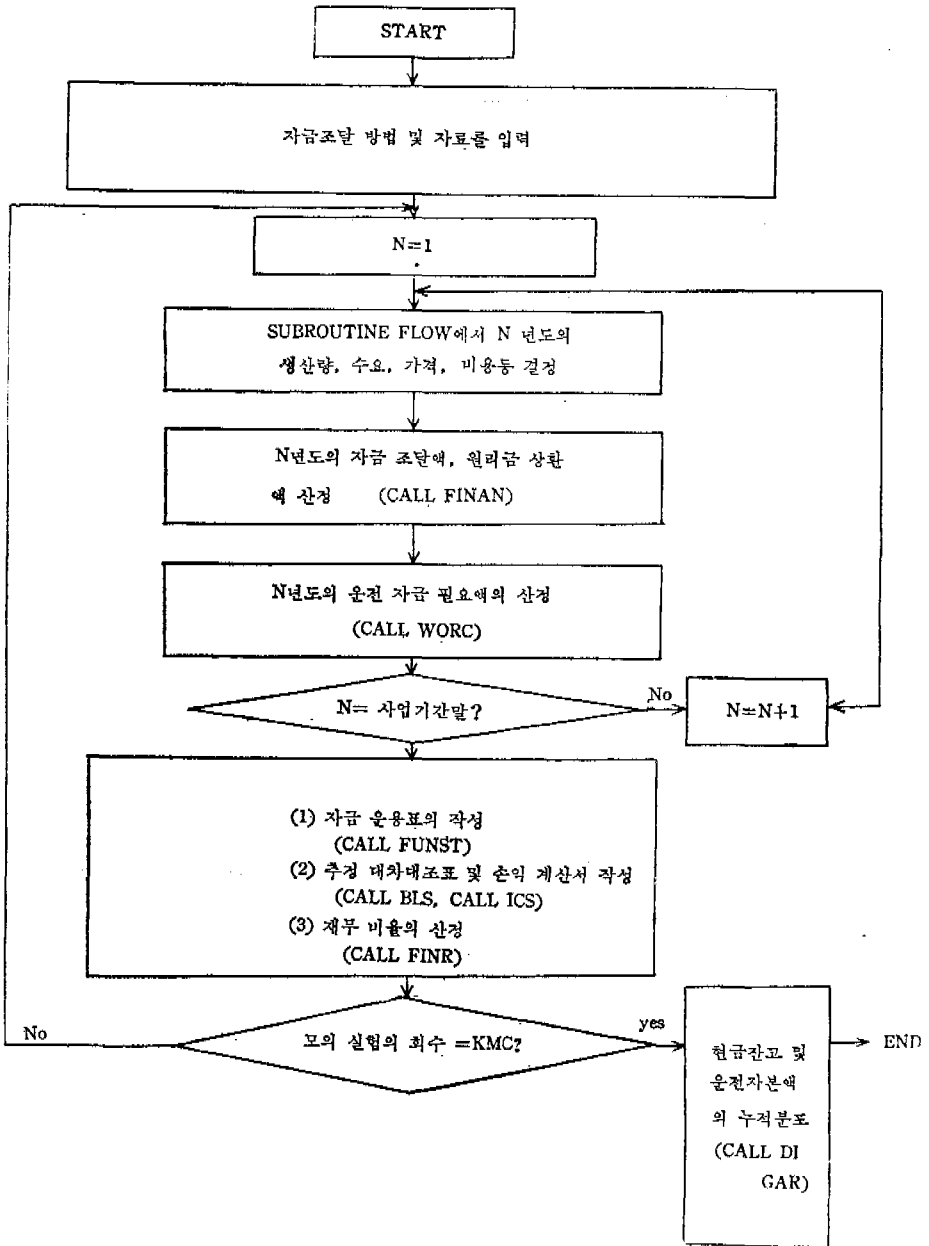 START
자금조달 방법 및 자료를 입력
N=1
SUBROUTINE FLOW에서 N 년도의
생산량, 수요, 가격, 비용등 결정
N년도의 자금 조달액, 원리금 상환
액 산정 (CALL FINAN)
N년도의 운전 자금 필요액의 산정
(CALL WORC)
N= 사업기간말?
No
N=N+1
(1) 자금 운용표의 작성
(CALL FUNST)
(2) 추정 대차대조표 및 손익 계산서 작성
(CALL BLS, CALL ICS)
(3) 재무 비율의 산정
(CALL FINR)
No
모의 실험의 회수 =KMC?
yes
현금잔고 및
운전자본액
의 누적분포
(CALL DI
GAR)
END